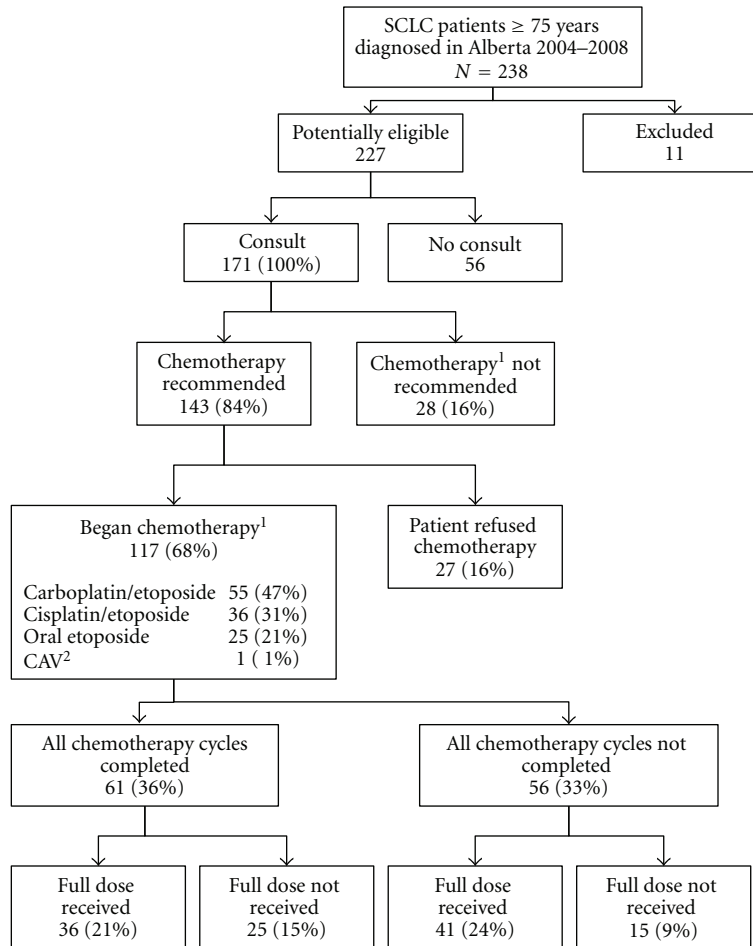 SCLC patients ≥ 75 years
diagnosed in Alberta 2004–2008
N = 238
Potentially eligible
227
Excluded
11
Consult
171 (100%)
No consult
56
Chemotherapy
recommended
143 (84%)
Chemotherapy¹ not
recommended
28 (16%)
Began chemotherapy¹
117 (68%)
Carboplatin/etoposide 55 (47%)
Cisplatin/etoposide 36 (31%)
Oral etoposide 25 (21%)
CAV² 1 ( 1%)
Patient refused
chemotherapy
27 (16%)
All chemotherapy cycles
completed
61 (36%)
All chemotherapy cycles not
completed
56 (33%)
Full dose
received
36 (21%)
Full dose not
received
25 (15%)
Full dose
received
41 (24%)
Full dose not
received
15 (9%)